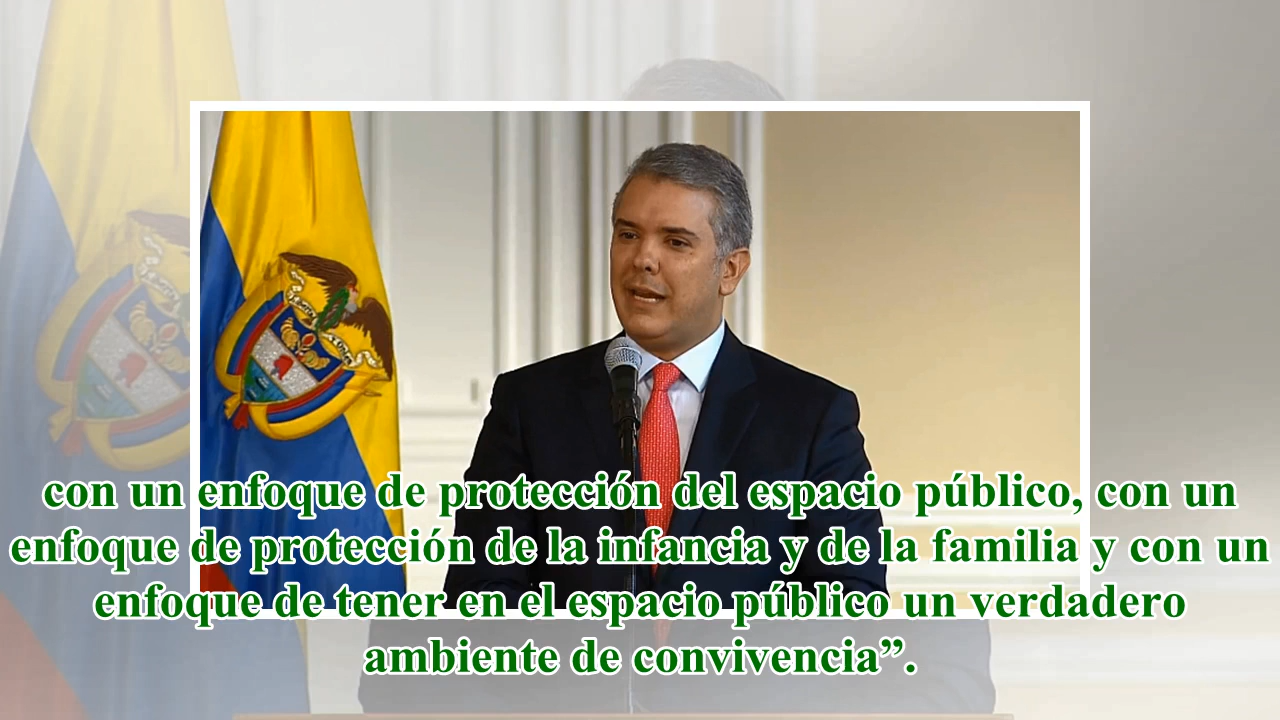 con un enfoque de protección del espacio público, con un
enfoque de protección de la infancia y de la familia y con un
enfoque de tener en el espacio público un verdadero
ambiente de convivencia”.